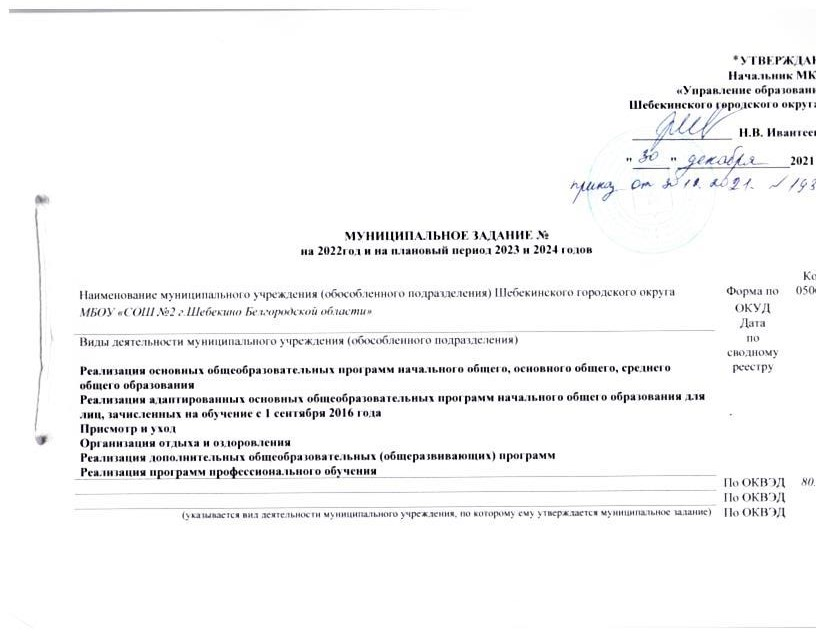 *УТВЕРЖДАЮ
Начальник МК
«Управление образовани
Шебекинского городского округа
Н.В. Ивантее
" 30 " декабря 2021
приказ от 30.12.2021. № 193
МУНИЦИПАЛЬНОЕ ЗАДАНИЕ №
на 2022год и на плановый период 2023 и 2024 годов
Ко
Наименование муниципального учреждения (обособленного подразделения) Шебекинского городского округа
МБОУ «СОШ №2 г.Шебекино Белгородской области»
Форма по 050
ОКУД
Дата
по
сводному
реестру
Виды деятельности муниципального учреждения (обособленного подразделения)
Реализация основных общеобразовательных программ начального общего, основного общего, среднего
общего образования
Реализация адаптированных основных общеобразовательных программ начального общего образования для
лиц, зачисленных на обучение с 1 сентября 2016 года
Присмотр и уход
Организация отдыха и оздоровления
Реализация дополнительных общеобразовательных (общеразвивающих) программ
Реализация программ профессионального обучения
По ОКВЭД 80.
По ОКВЭД
(указывается вид деятельности муниципального учреждения, по которому ему утверждается муниципальное задание) По ОКВЭД